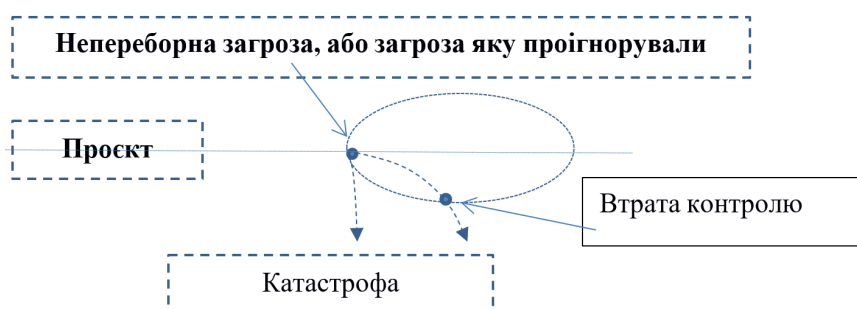 Непереборна загроза, або загроза яку проігнорували
Проєкт
Втрата контролю
Катастрофа